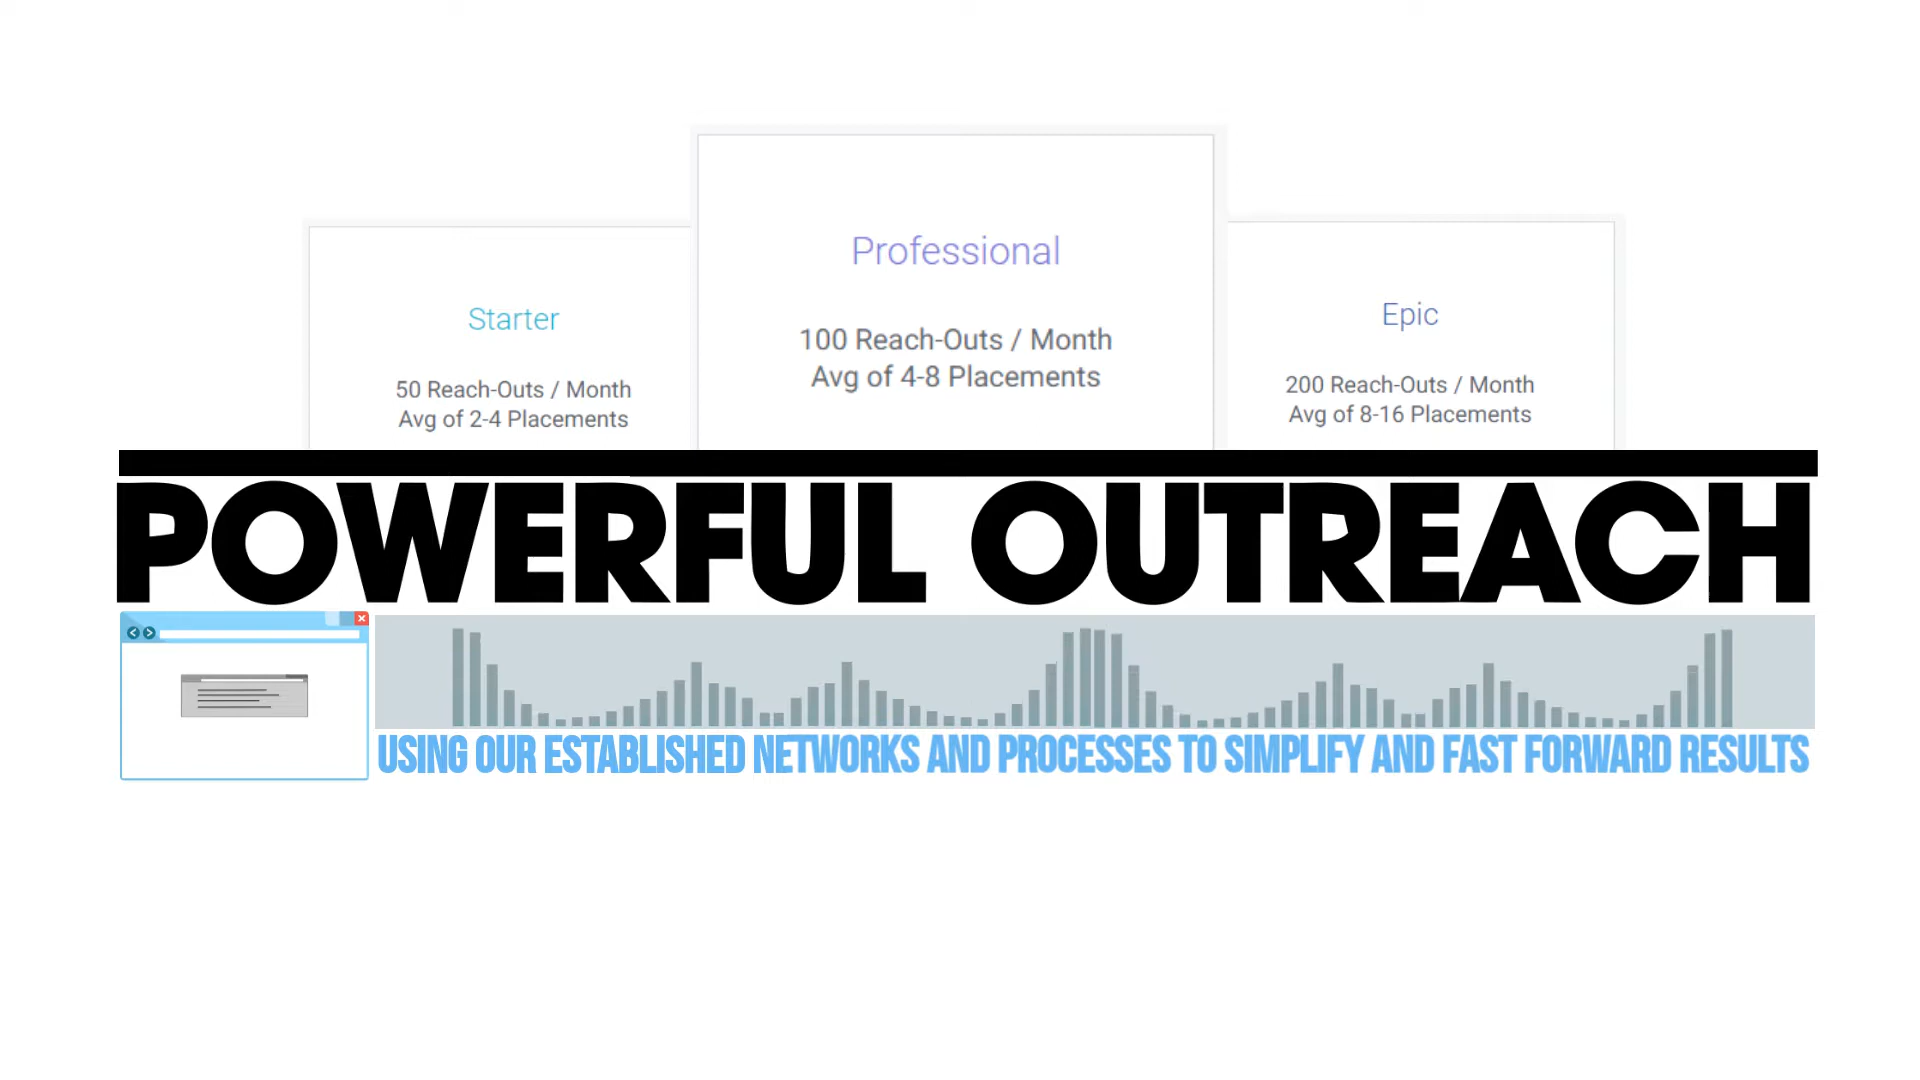 Starter
50 Reach-Outs / Month
Avg of 2-4 Placements
Professional
100 Reach-Outs / Month
Avg of 4-8 Placements
Epic
200 Reach-Outs / Month
Avg of 8-16 Placements
POWERFUL OUTREACH
USING OUR ESTABLISHED NETWORKS AND PROCESSES TO SIMPLIFY AND FAST FORWARD RESULTS